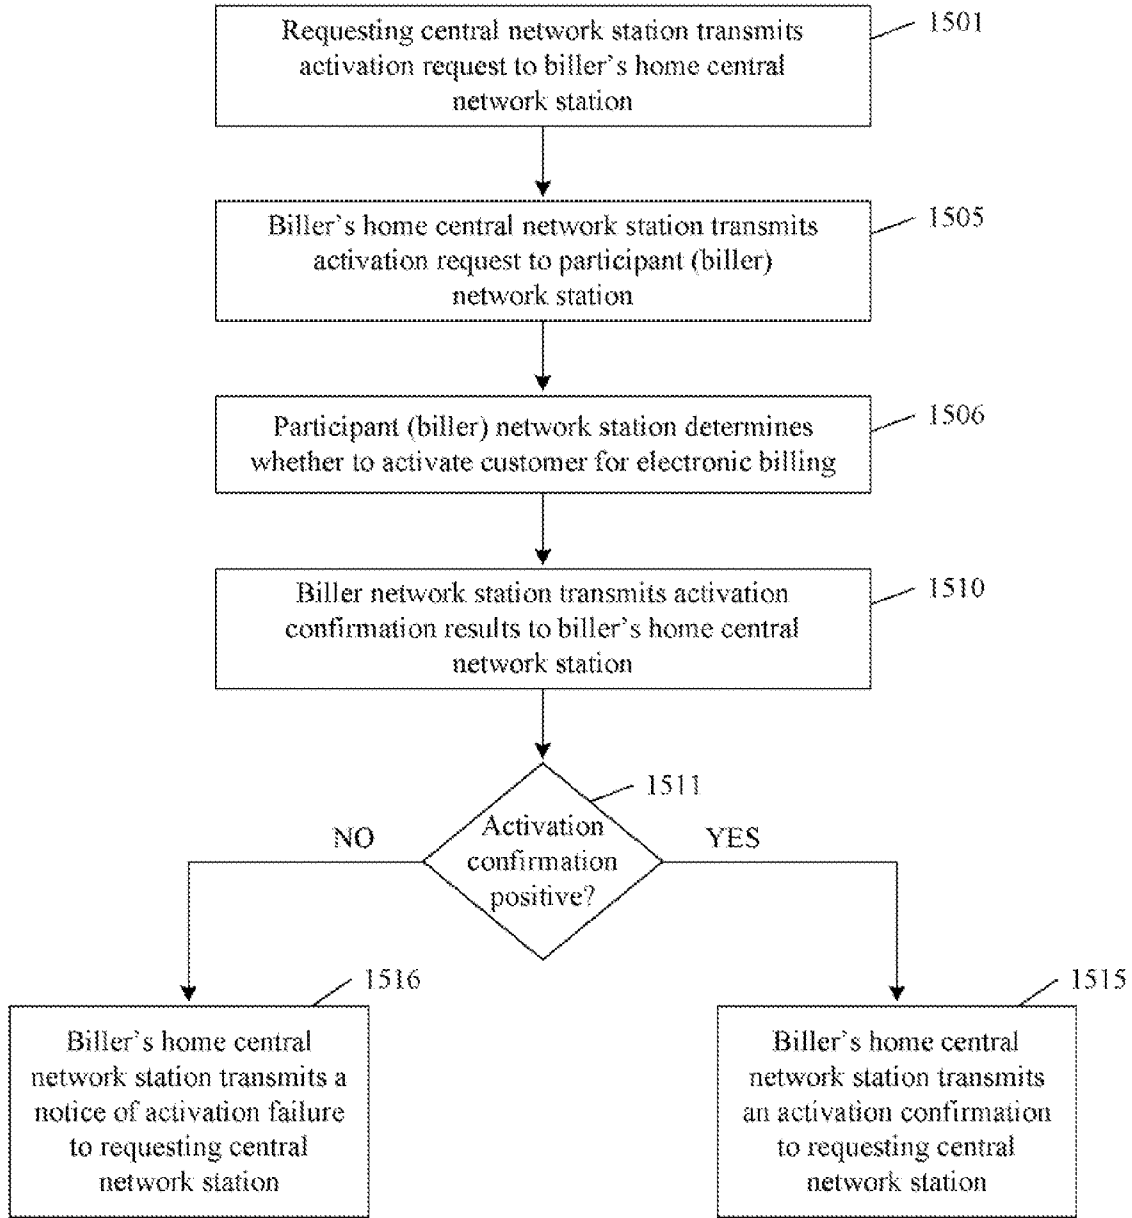 Requesting central network station transmits
activation request to biller's home central
network station
1501
Biller's home central network station transmits
activation request to participant (biller)
network station
1505
Participant (biller) network station determines
whether to activate customer for electronic billing
1506
Biller network station transmits activation
confirmation results to biller's home central
network station
1510
Activation
confirmation
positive?
1511
NO
YES
Biller's home central
network station transmits a
notice of activation failure
to requesting central
network station
1516
Biller's home central
network station transmits
an activation confirmation
to requesting central
network station
1515